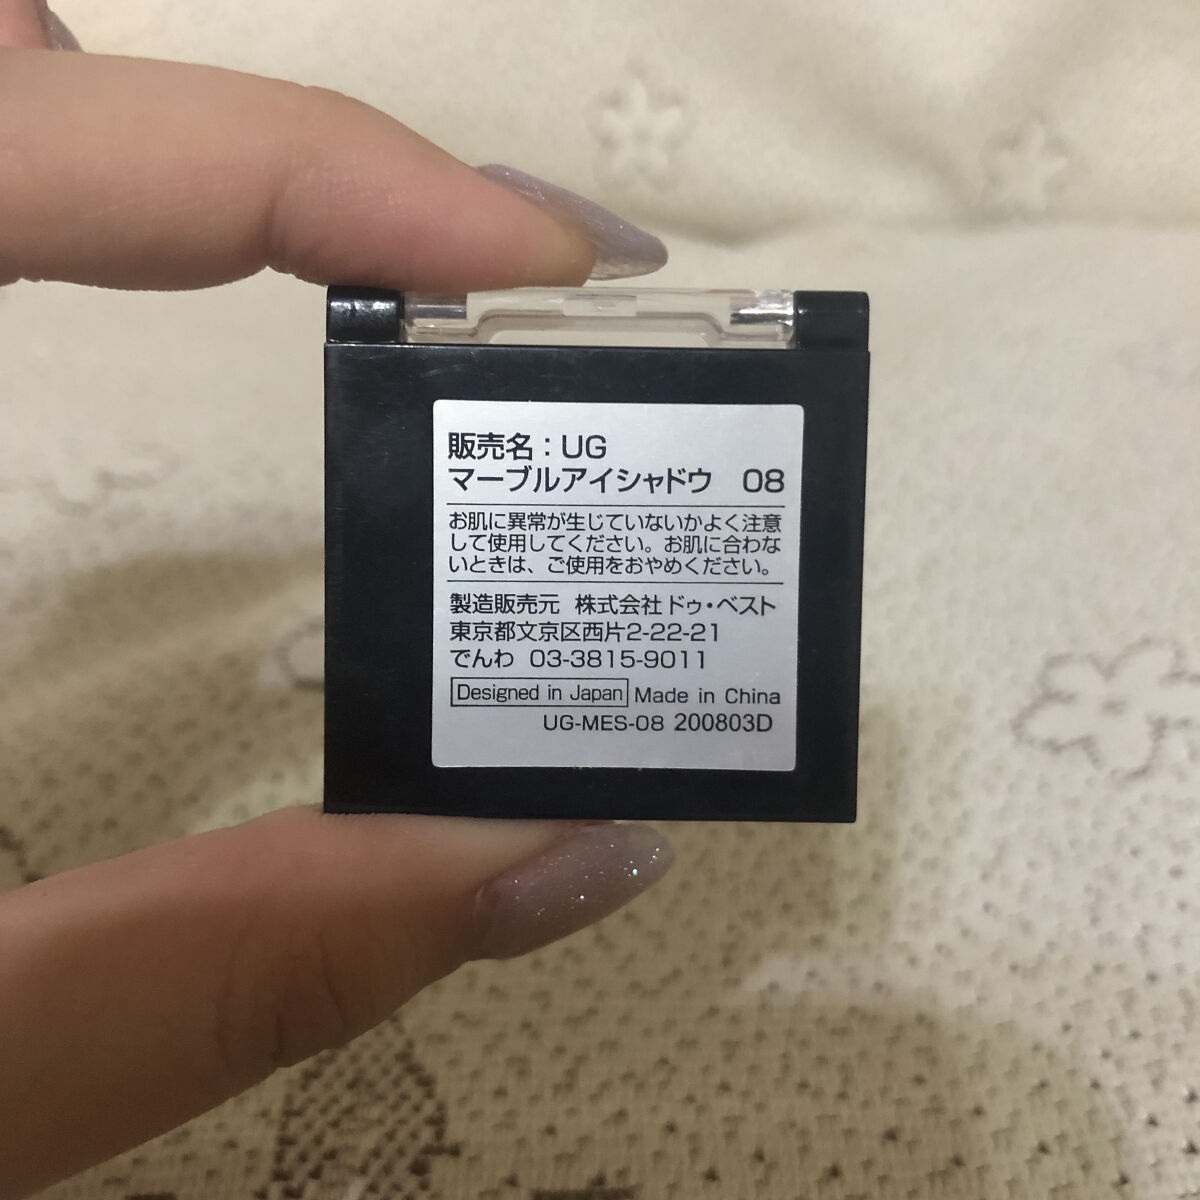 販売名：UG
マーブルアイシャドウ 08
お肌に異常が生じていないかよく注意
して使用してください。お肌に合わな
いときは、ご使用をおやめください。
製造販売元 株式会社ドゥ・ベスト
東京都文京区西片2-22-21
でんわ 03-3815-9011
Designed in Japan Made in China
UG-MES-08 200803D